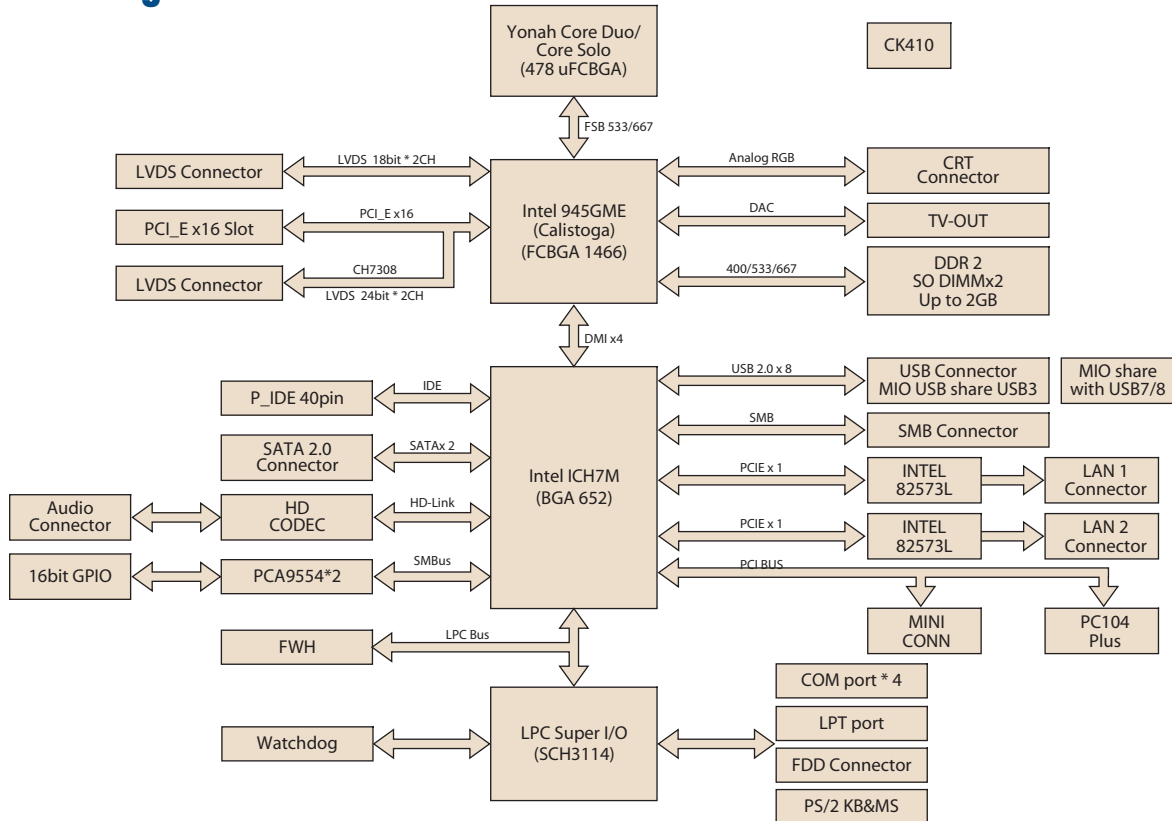 Yonah Core Duo/
Core Solo
(478 uFCBGA)
CK410
FSB 533/667
LVDS Connector
LVDS 18bit * 2CH
Analog RGB
CRT
Connector
PCI_E x16 Slot
PCI_E x16
Intel 945GME
(Calistoga)
(FCBGA 1466)
DAC
TV-OUT
LVDS Connector
CH7308
LVDS 24bit * 2CH
400/533/667
DDR 2
SO DIMMx2
Up to 2GB
DMI x4
P_IDE 40pin
IDE
USB 2.0 x 8
USB Connector
MIO USB share USB3
MIO share
with USB7/8
SMB
SMB Connector
SATA 2.0
Connector
SATAx 2
Intel ICH7M
(BGA 652)
PCIE x 1
INTEL
82573L
LAN 1
Connector
Audio
Connector
HD
CODEC
HD-Link
PCIE x 1
INTEL
82573L
LAN 2
Connector
16bit GPIO
PCA9554*2
SMBus
PCI BUS
MINI
CONN
PC104
Plus
FWH
LPC Bus
COM port * 4
LPT port
Watchdog
LPC Super I/O
(SCH3114)
FDD Connector
PS/2 KB&MS